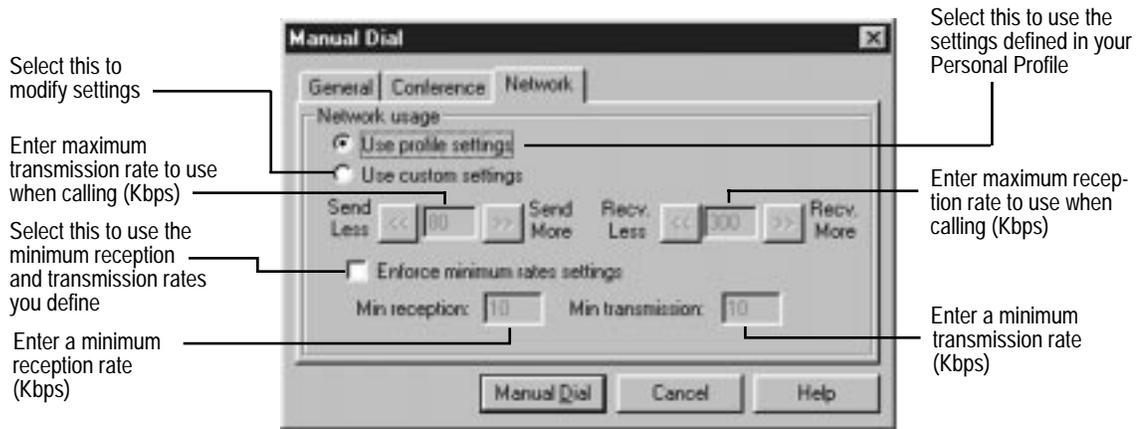 Select this to use the
settings defined in your
Personal Profile
Select this to
modify settings
Enter maximum
transmission rate to use
when calling (Kbps)
Select this to use the
minimum reception
and transmission rates
you define
Enter a minimum
reception rate
(Kbps)
Manual Dial
General Conference Network
Network usage
Use profile settings
Use custom settings
Send Less << 80 >> Send More Recv. Less << 300 >> Recv. More
Enforce minimum rates settings
Min reception: 10 Min transmission: 10
Manual Dial Cancel Help
Enter maximum recep-
tion rate to use when
calling (Kbps)
Enter a minimum
transmission rate
(Kbps)